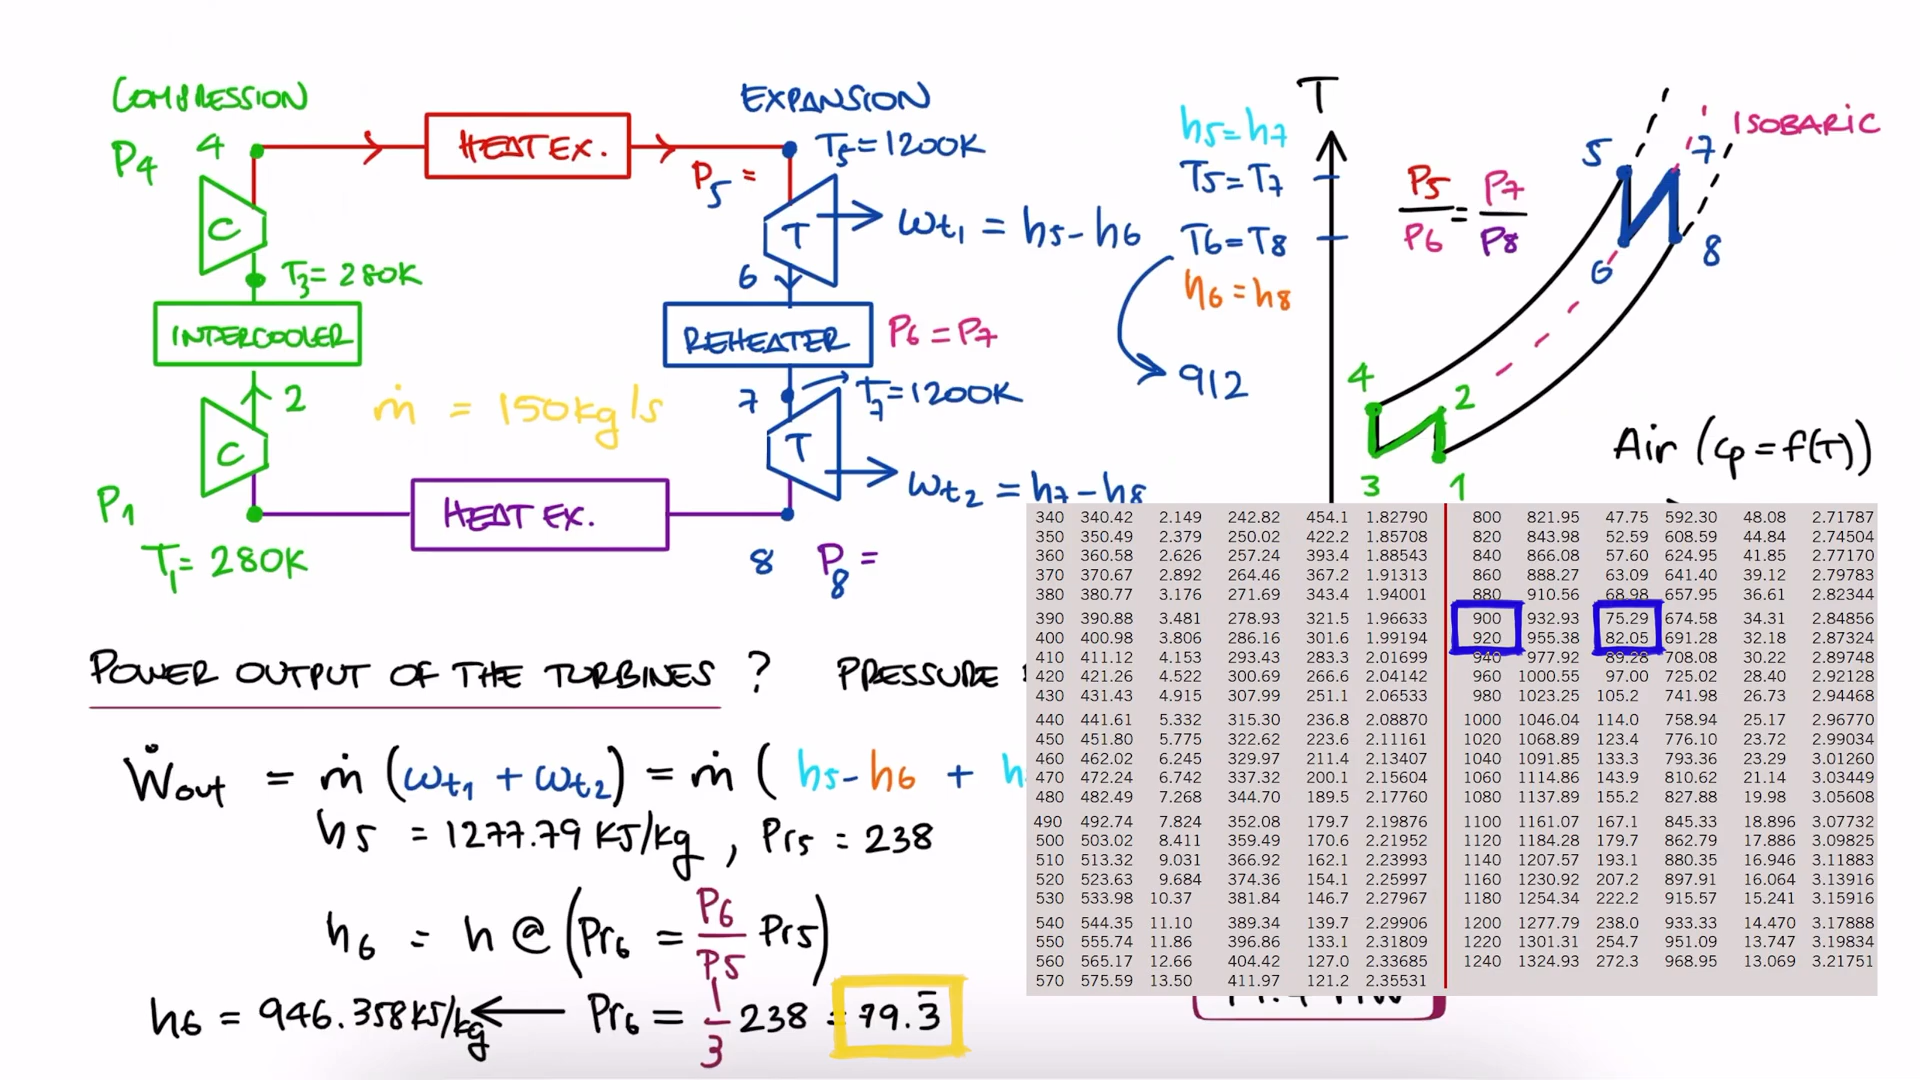 COMPRESSION
EXPANSION
P4
4
HEAT EX.
T5 = 1200K
P5 =
C
T
wt1 = h5 - h6
T3 = 280K
6
INTERCOOLER
REHEATER
P6 = P7
2
ṁ = 150kg/s
7
T7 = 1200K
C
T
wt2 = h7 - h8
P1
HEAT EX.
T1 = 280K
8
P8 =
h5 = h7
T5 = T7
T6 = T8
h6 = h8
912
T
P5/P6 = P7/P8
5
7
ISOBARIC
6
8
4
2
3
1
Air (cp = f(T))
POWER OUTPUT OF THE TURBINES ? PRESSURE
Ẇout = ṁ (wt1 + wt2) = ṁ ( h5 - h6 + h
h5 = 1277.79 KJ/kg , Pr5 = 238
h6 = h @ (Pr6 = P6/P5 Pr5)
h6 = 946.358 KJ/kg ← Pr6 = 1/3 238 = 79.3̅
340 340.42 2.149 242.82 454.1 1.82790
350 350.49 2.379 250.02 422.2 1.85708
360 360.58 2.626 257.24 393.4 1.88543
370 370.67 2.892 264.46 367.2 1.91313
380 380.77 3.176 271.69 343.4 1.94001
390 390.88 3.481 278.93 321.5 1.96633
400 400.98 3.806 286.16 301.6 1.99194
410 411.12 4.153 293.43 283.3 2.01699
420 421.26 4.522 300.69 266.6 2.04142
430 431.43 4.915 307.99 251.1 2.06533
440 441.61 5.332 315.30 236.8 2.08870
450 451.80 5.775 322.62 223.6 2.11161
460 462.02 6.245 329.97 211.4 2.13407
470 472.24 6.742 337.32 200.1 2.15604
480 482.49 7.268 344.70 189.5 2.17760
490 492.74 7.824 352.08 179.7 2.19876
500 503.02 8.411 359.49 170.6 2.21952
510 513.32 9.031 366.92 162.1 2.23993
520 523.63 9.684 374.36 154.1 2.25997
530 533.98 10.37 381.84 146.7 2.27967
540 544.35 11.10 389.34 139.7 2.29906
550 555.74 11.86 396.86 133.1 2.31809
560 565.17 12.66 404.42 127.0 2.33685
570 575.59 13.50 411.97 121.2 2.35531
800 821.95 47.75 592.30 48.08 2.71787
820 843.98 52.59 608.59 44.84 2.74504
840 866.08 57.60 624.95 41.85 2.77170
860 888.27 63.09 641.40 39.12 2.79783
880 910.56 68.98 657.95 36.61 2.82344
900 932.93 75.29 674.58 34.31 2.84856
920 955.38 82.05 691.28 32.18 2.87324
940 977.92 89.28 708.08 30.22 2.89748
960 1000.55 97.00 725.02 28.40 2.92128
980 1023.25 105.2 741.98 26.73 2.94468
1000 1046.04 114.0 758.94 25.17 2.96770
1020 1068.89 123.4 776.10 23.72 2.99034
1040 1091.85 133.3 793.36 23.29 3.01260
1060 1114.86 143.9 810.62 21.14 3.03449
1080 1137.89 155.2 827.88 19.98 3.05608
1100 1161.07 167.1 845.33 18.896 3.07732
1120 1184.28 179.7 862.79 17.886 3.09825
1140 1207.57 193.1 880.35 16.946 3.11883
1160 1230.92 207.2 897.91 16.064 3.13916
1180 1254.34 222.2 915.57 15.241 3.15916
1200 1277.79 238.0 933.33 14.470 3.17888
1220 1301.31 254.7 951.09 13.747 3.19834
1240 1324.93 272.3 968.95 13.069 3.21751